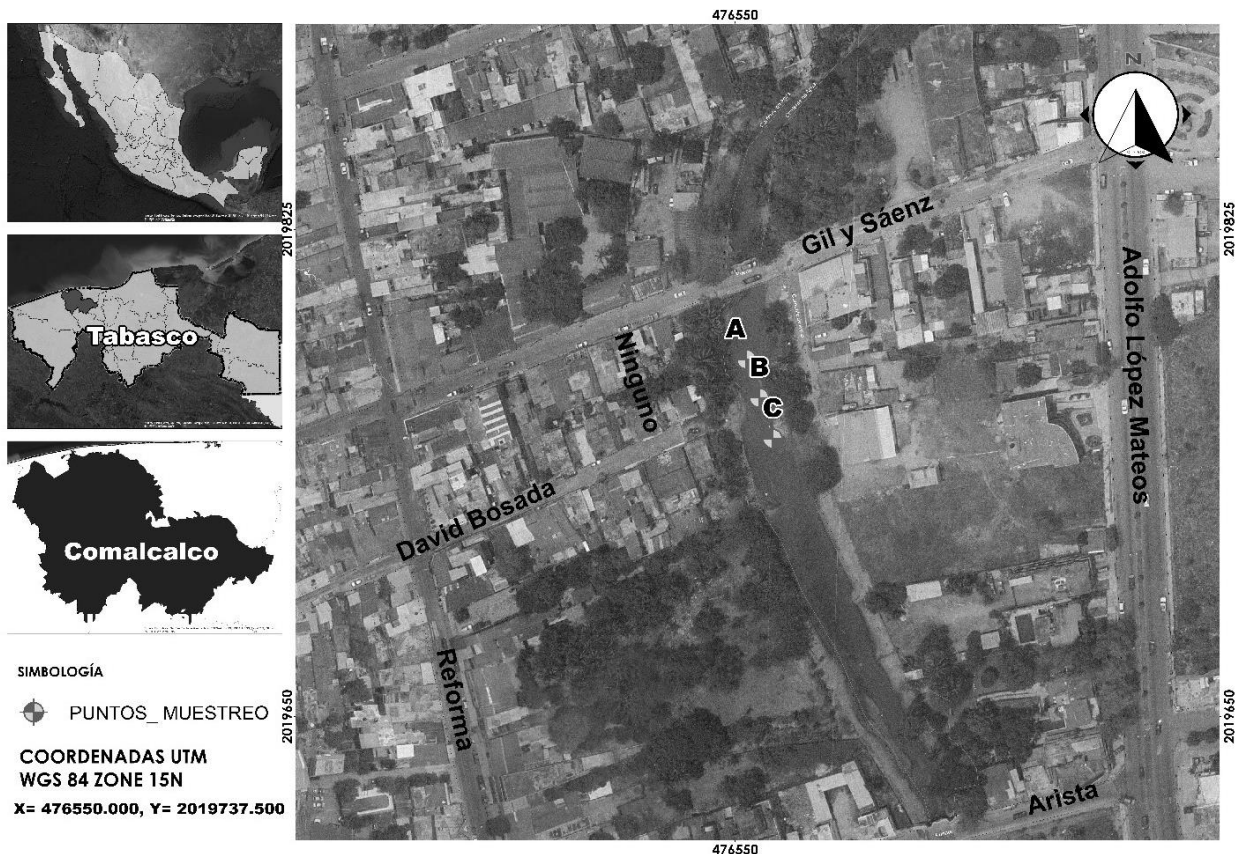 476550
Tabasco
Comalcalco
SIMBOLOGÍA
PUNTOS_ MUESTREO
COORDENADAS UTM
WGS 84 ZONE 15N
X= 476550.000, Y= 2019737.500
2019825
2019650
N
Gil y Sáenz
Adolfo López Mateos
A
B
C
Ninguno
David Bosada
Reforma
Arista
2019825
2019650
476550